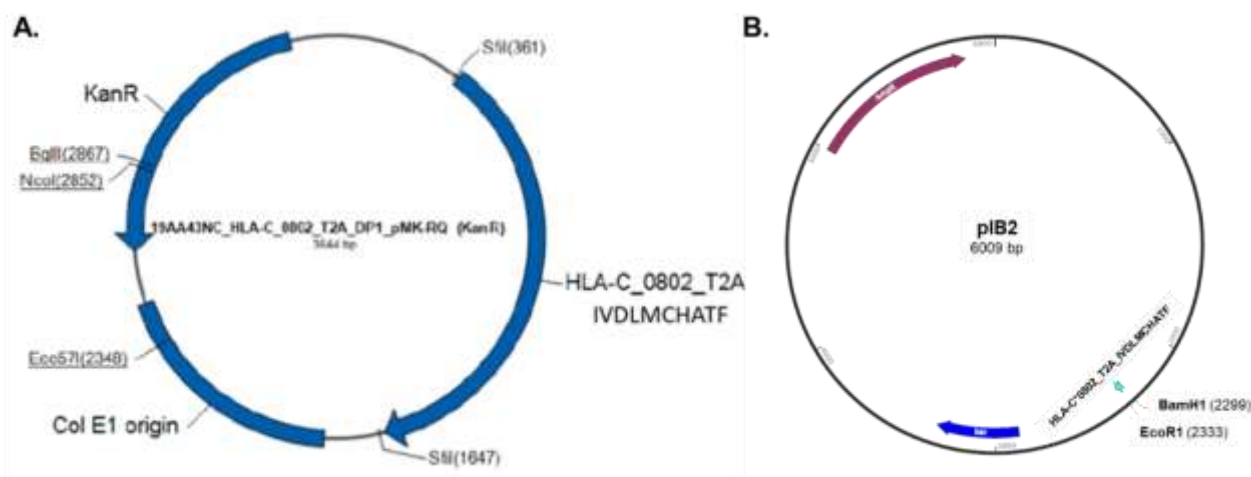 A.
SfiI(361)
KanR
BglII(2867)
NcoI(2852)
19AA43NC_HLA-C_0802_T2A_DP1_pMK-RQ (KanR)
HLA-C_0802_T2A
IVDLMCHATF
Eco57I(2348)
Col E1 origin
SfiI(1647)
B.
pIB2
6009 bp
HLA-C*0802_T2A_IVDLMCHATF
BamH1 (2299)
EcoR1 (2333)